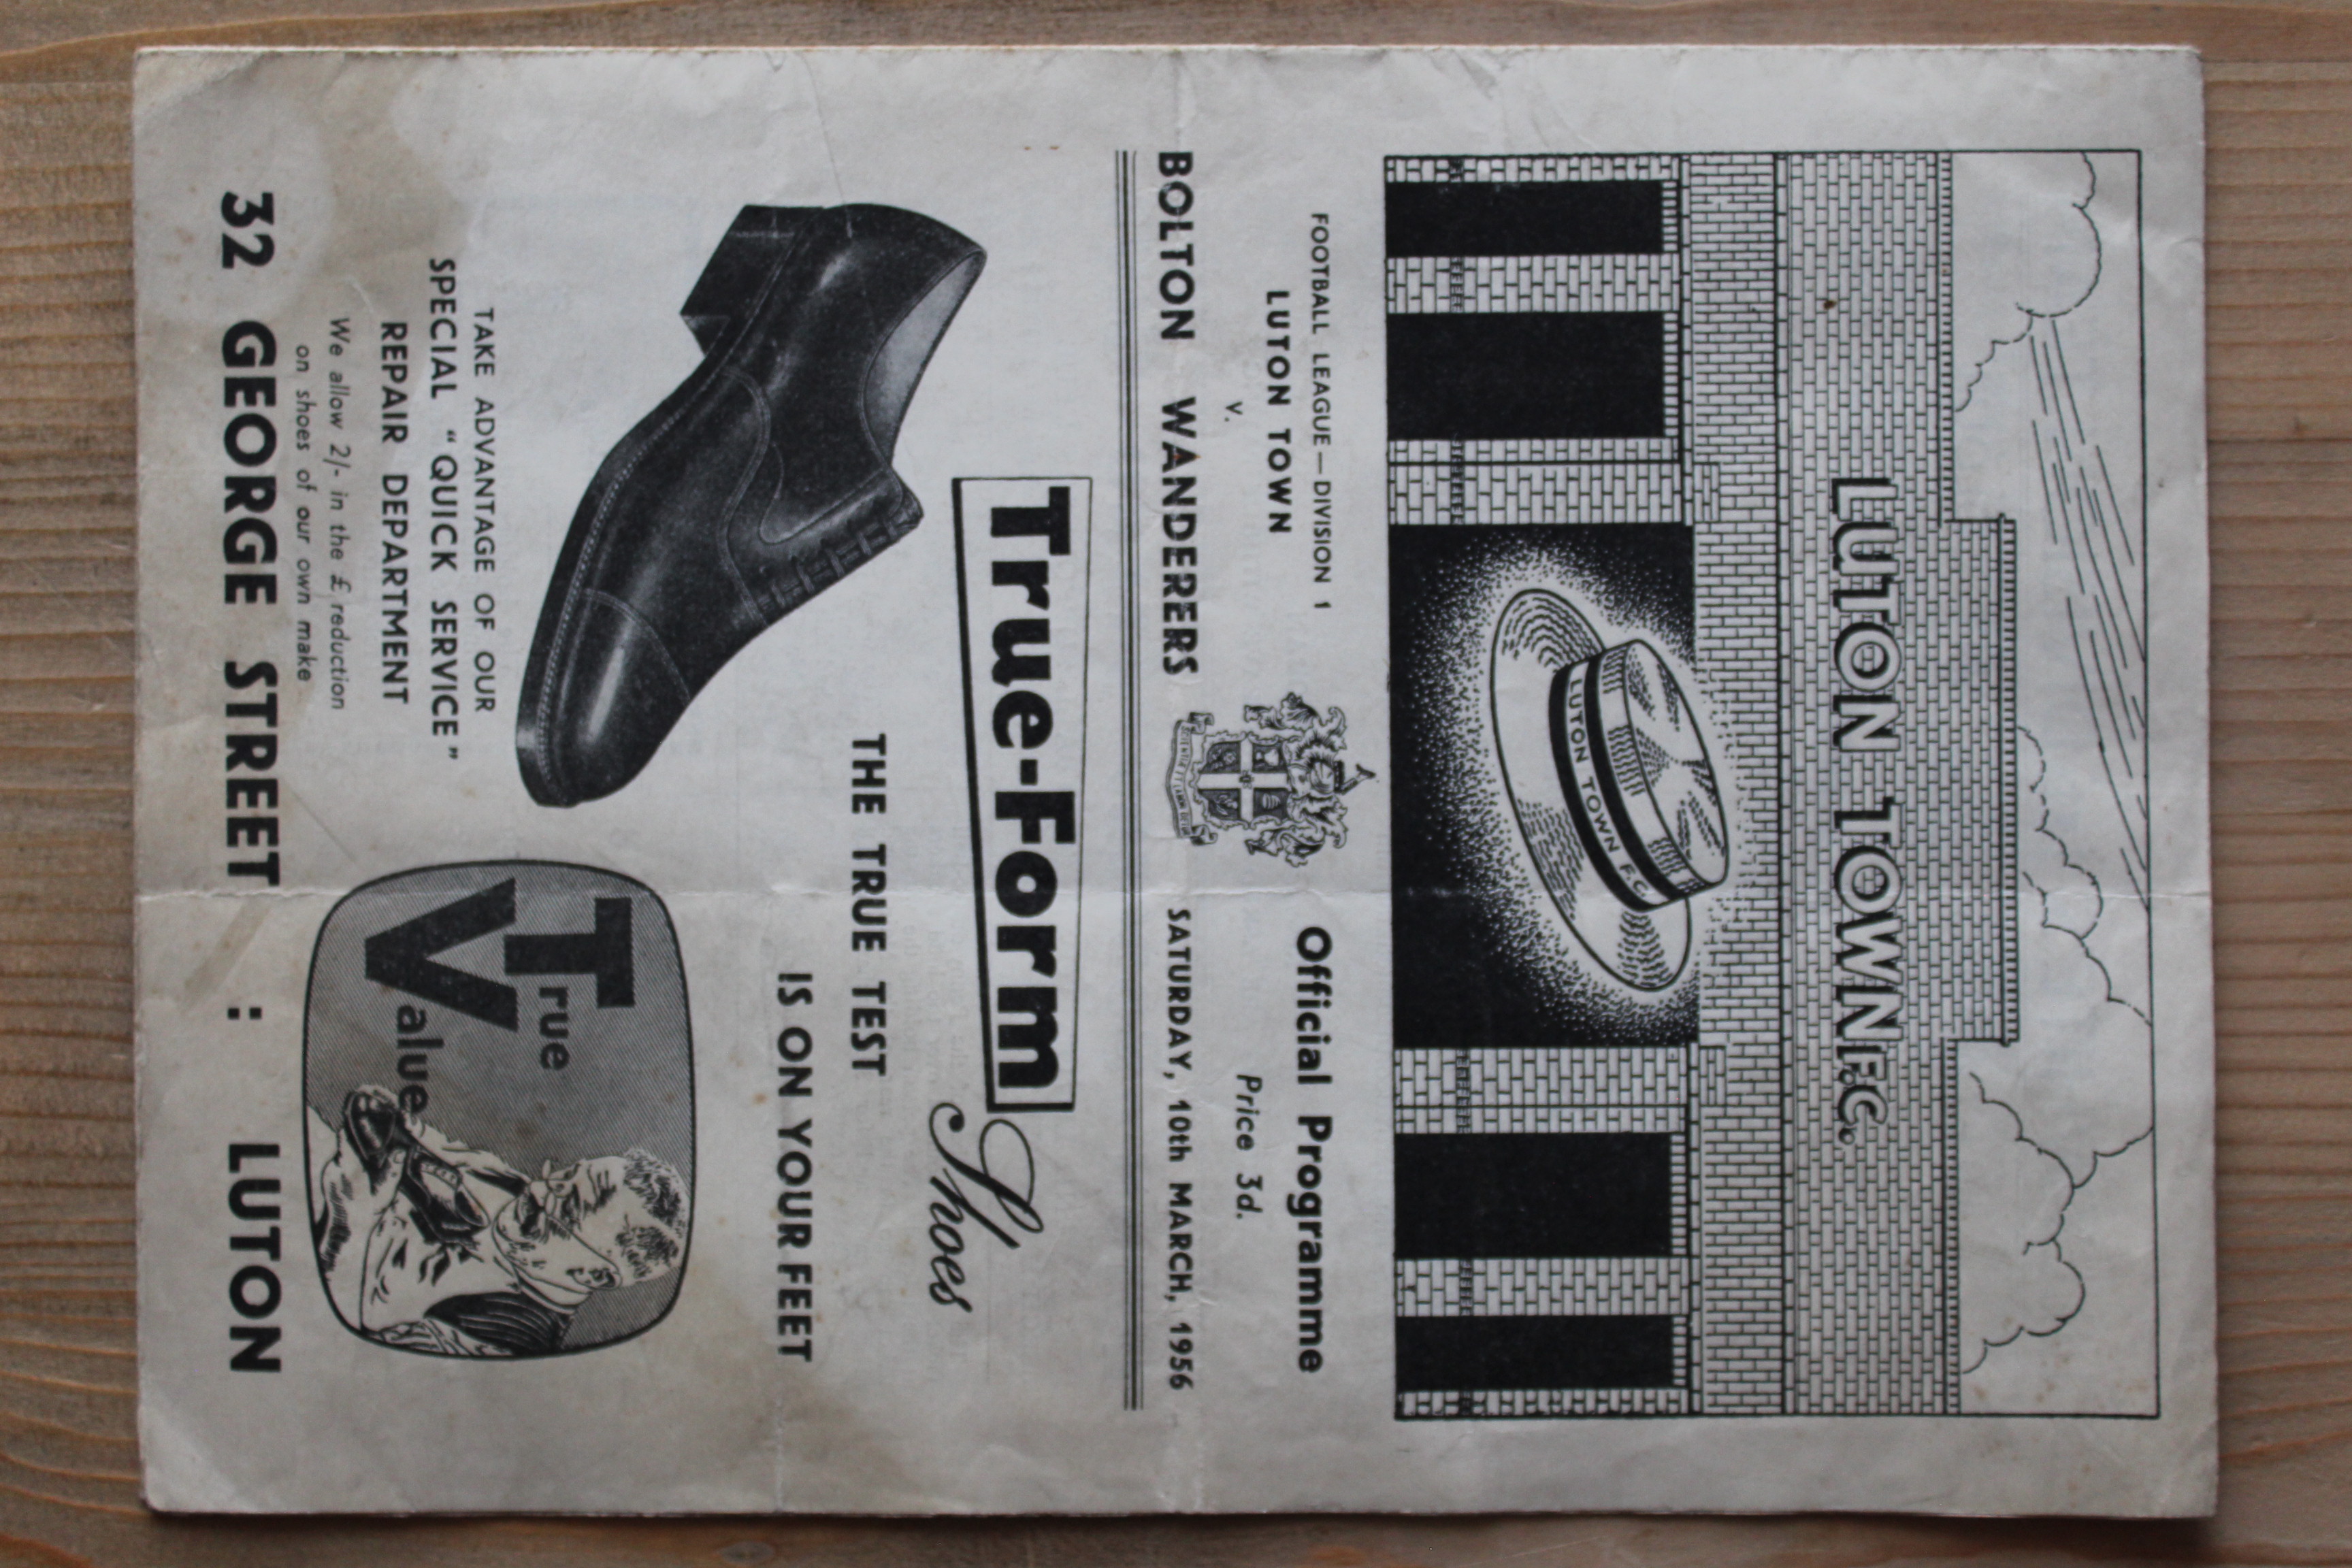 LUTON TOWN F.C.
LUTON TOWN F.C.
FOOTBALL LEAGUE — DIVISION 1
LUTON TOWN
v.
BOLTON WANDERERS
Official Programme
Price 3d.
SATURDAY, 10th MARCH, 1956
True-Form Shoes
THE TRUE TEST
IS ON YOUR FEET
TAKE ADVANTAGE OF OUR
SPECIAL “QUICK SERVICE”
REPAIR DEPARTMENT
We allow 2/- in the £ reduction
on shoes of our own make
True
Value
32 GEORGE STREET : LUTON